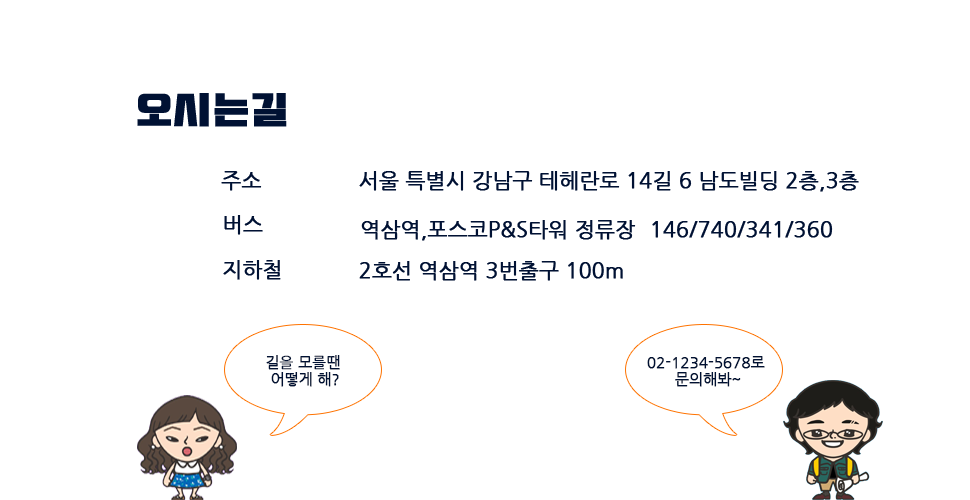 오시는길
주소 서울 특별시 강남구 테헤란로 14길 6 남도빌딩 2층,3층
버스 역삼역,포스코P&S타워 정류장 146/740/341/360
지하철 2호선 역삼역 3번출구 100m
길을 모를땐
어떻게 해?
02-1234-5678로
문의해봐~